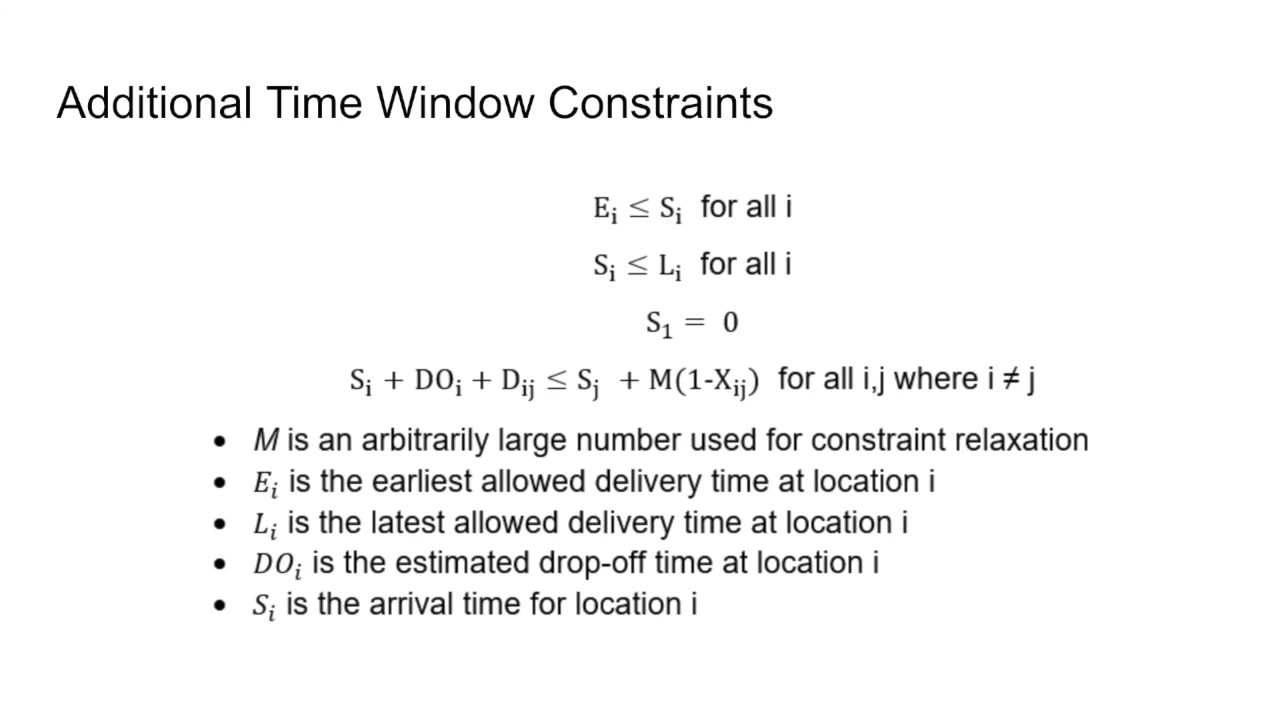 Additional Time Window Constraints
Eᵢ ≤ Sᵢ for all i
Sᵢ ≤ Lᵢ for all i
S₁ = 0
Sᵢ + DOᵢ + Dᵢⱼ ≤ Sⱼ + M(1-Xᵢⱼ) for all i,j where i ≠ j
• M is an arbitrarily large number used for constraint relaxation
• Eᵢ is the earliest allowed delivery time at location i
• Lᵢ is the latest allowed delivery time at location i
• DOᵢ is the estimated drop-off time at location i
• Sᵢ is the arrival time for location i